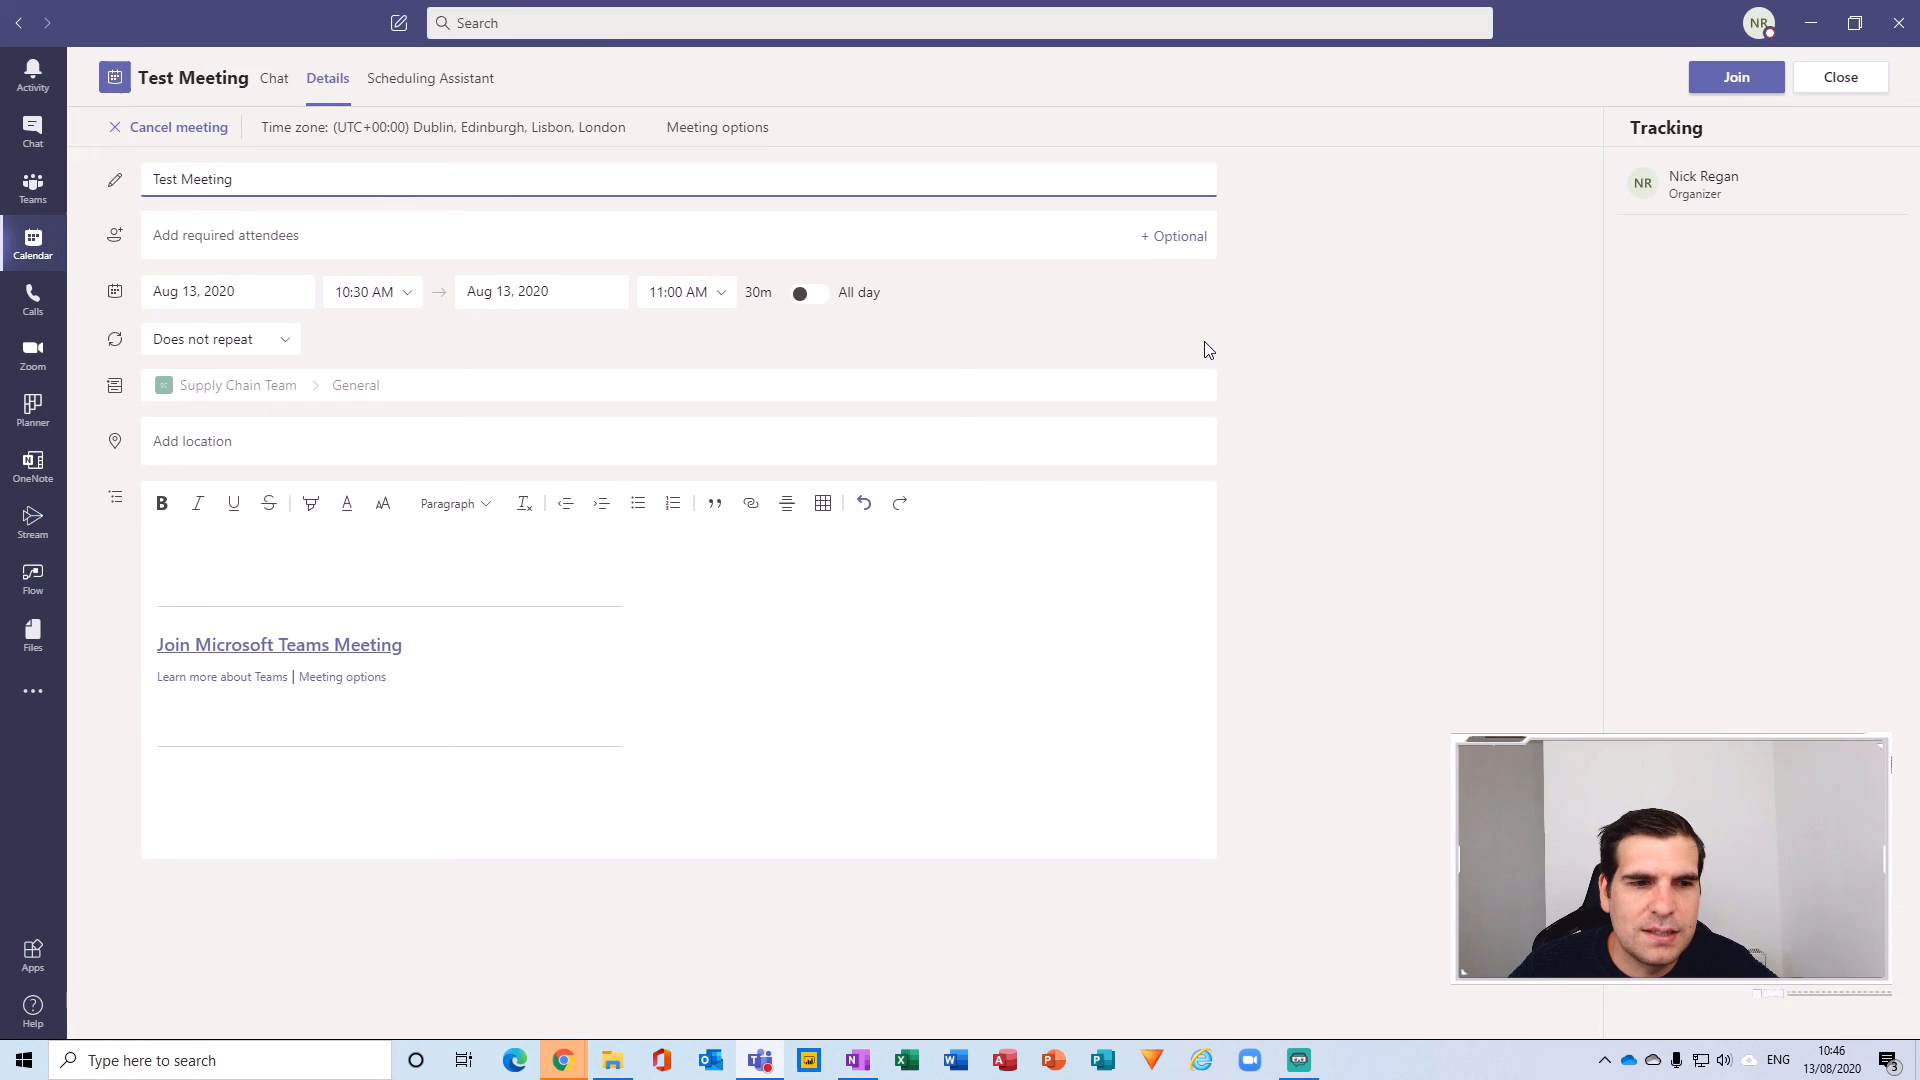 Search
NR
Activity
Chat
Teams
Calendar
Calls
Zoom
Planner
OneNote
Stream
Flow
Files
Apps
Help
Test Meeting Chat Details Scheduling Assistant
Join Close
Cancel meeting Time zone: (UTC+00:00) Dublin, Edinburgh, Lisbon, London Meeting options
Tracking
NR Nick Regan
Organizer
Test Meeting
Add required attendees + Optional
Aug 13, 2020 10:30 AM → Aug 13, 2020 11:00 AM 30m All day
Does not repeat
SC Supply Chain Team > General
Add location
B I U S A AA Paragraph
Join Microsoft Teams Meeting
Learn more about Teams | Meeting options
Type here to search
ENG 10:46
13/08/2020 3